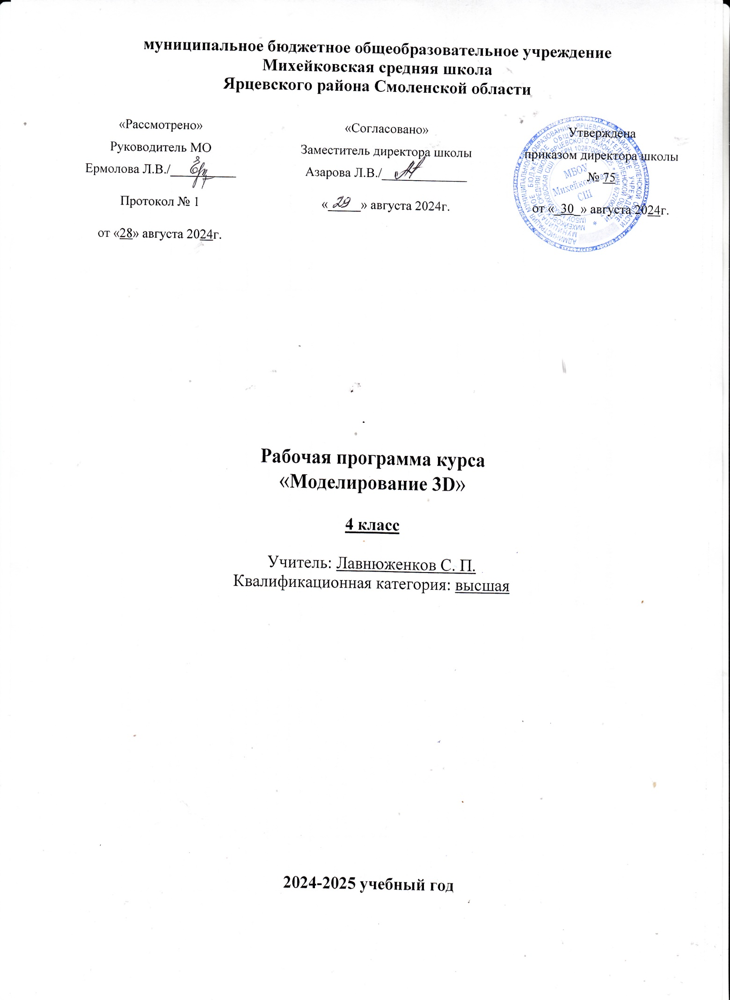 муниципальное бюджетное общеобразовательное учреждение
Михейковская средняя школа
Ярцевского района Смоленской области
«Рассмотрено»
Руководитель МО
Ермолова Л.В./__________
Протокол № 1
от «28» августа 2024г.
«Согласовано»
Заместитель директора школы
Азарова Л.В./_____________
«29» августа 2024г.
Утверждена
приказом директора школы
№ 75
от «_30_» августа 2024г.
МБОУ
Михейковская
СШ
Рабочая программа курса
«Моделирование 3D»
4 класс
Учитель: Лавнюженков С. П.
Квалификационная категория: высшая
2024-2025 учебный год